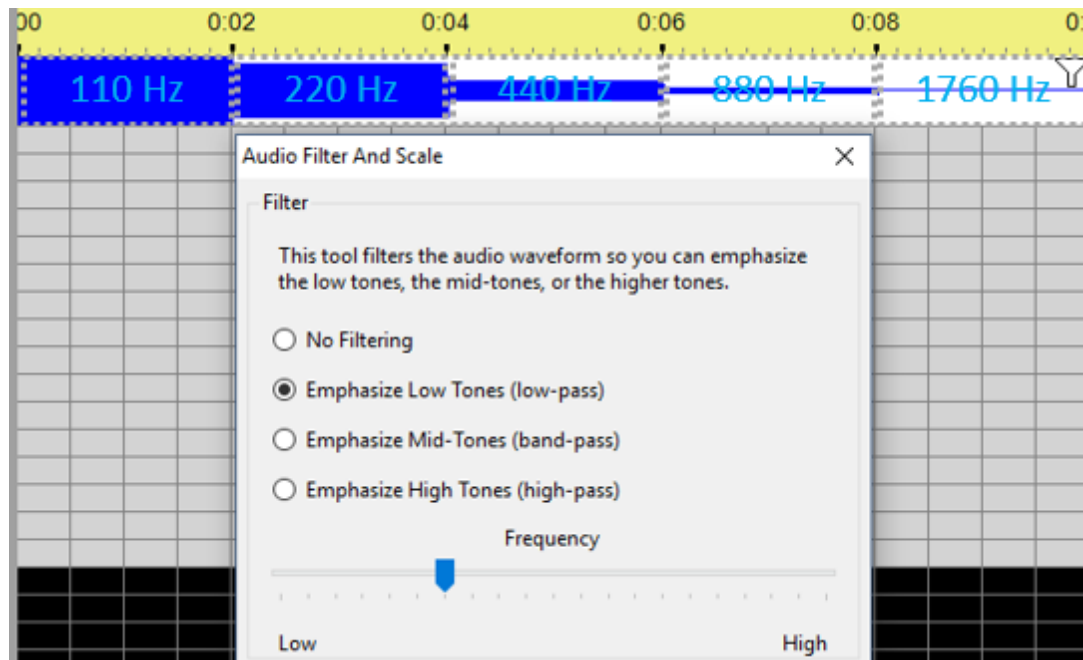 00 0:02 0:04 0:06 0:08 0:
110 Hz 220 Hz 440 Hz 880 Hz 1760 Hz
Audio Filter And Scale
Filter
This tool filters the audio waveform so you can emphasize
the low tones, the mid-tones, or the higher tones.
No Filtering
Emphasize Low Tones (low-pass)
Emphasize Mid-Tones (band-pass)
Emphasize High Tones (high-pass)
Frequency
Low High